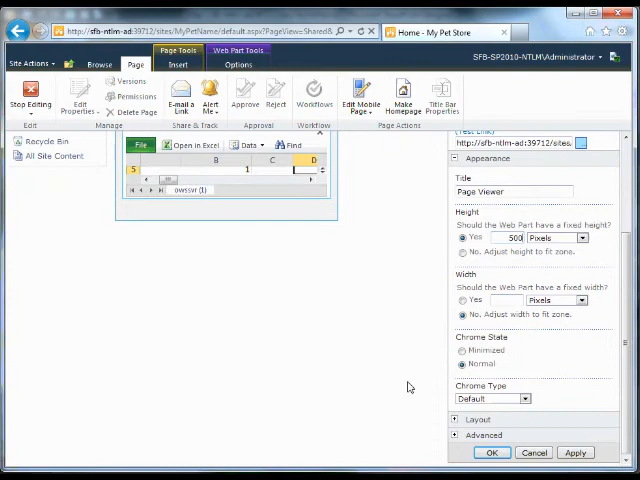 http://sfb-ntlm-ad:39712/sites/MyPetName/default.aspx?PageView=Shared&
Home - My Pet Store
Page Tools
Web Part Tools
Site Actions
Browse
Page
Insert
Options
SFB-SP2010-NTLM\Administrator
Stop Editing
Edit Properties
Versions
Permissions
Delete Page
E-mail a Link
Alert Me
Approve
Reject
Workflows
Edit Mobile Page
Make Homepage
Title Bar Properties
Edit
Manage
Share & Track
Approval
Workflow
Page Actions
Recycle Bin
All Site Content
File
Open in Excel
Data
Find
B
C
D
5
1
owssvr (1)
(Test Link)
http://sfb-ntlm-ad:39712/sites,
Appearance
Title
Page Viewer
Height
Should the Web Part have a fixed height?
Yes
500
Pixels
No. Adjust height to fit zone.
Width
Should the Web Part have a fixed width?
Yes
Pixels
No. Adjust width to fit zone.
Chrome State
Minimized
Normal
Chrome Type
Default
Layout
Advanced
OK
Cancel
Apply